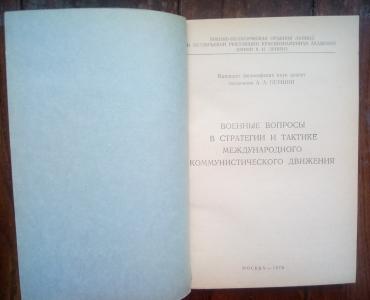 ВОЕННО-ПОЛИТИЧЕСКАЯ ОРДЕНОВ ЛЕНИНА
И ОКТЯБРЬСКОЙ РЕВОЛЮЦИИ КРАСНОЗНАМЕННАЯ АКАДЕМИЯ
ИМЕНИ В. И. ЛЕНИНА
Кандидат философских наук доцент
полковник А. А.
ВОЕННЫЕ ВОПРОСЫ
В СТРАТЕГИИ И ТАКТИКЕ
МЕЖДУНАРОДНОГО
КОММУНИСТИЧЕСКОГО ДВИЖЕНИЯ
МОСКВА —